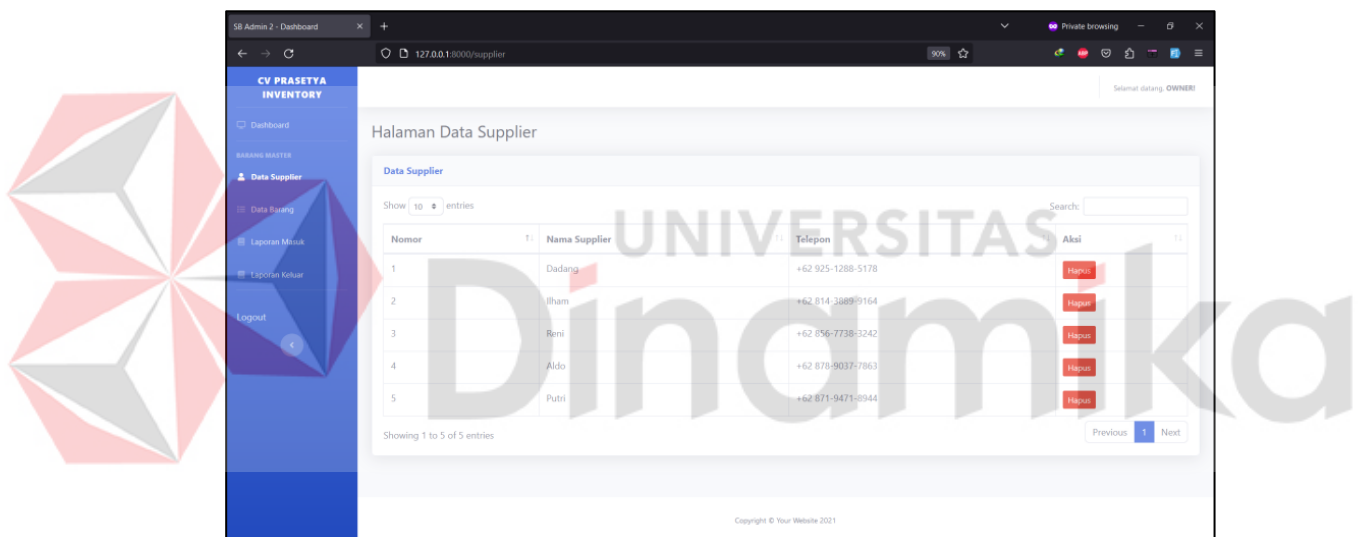 SB Admin 2 - Dashboard
Private browsing
127.0.0.1:8000/supplier
90%
CV PRASETYA
INVENTORY
Selamat datang, OWNER!
Dashboard
BARANG MASTER
Data Supplier
Data Barang
Laporan Masuk
Laporan Keluar
Logout
Halaman Data Supplier
Data Supplier
Show 10 entries
Search:
UNIVERSITAS
Dinamika
Nomor Nama Supplier Telepon Aksi
1 Dadang +62 925-1288-5178 Hapus
2 Ilham +62 814-3889-9164 Hapus
3 Reni +62 856-7738-3242 Hapus
4 Aldo +62 878-9037-7863 Hapus
5 Putri +62 871-9471-8944 Hapus
Showing 1 to 5 of 5 entries
Previous 1 Next
Copyright © Your Website 2021